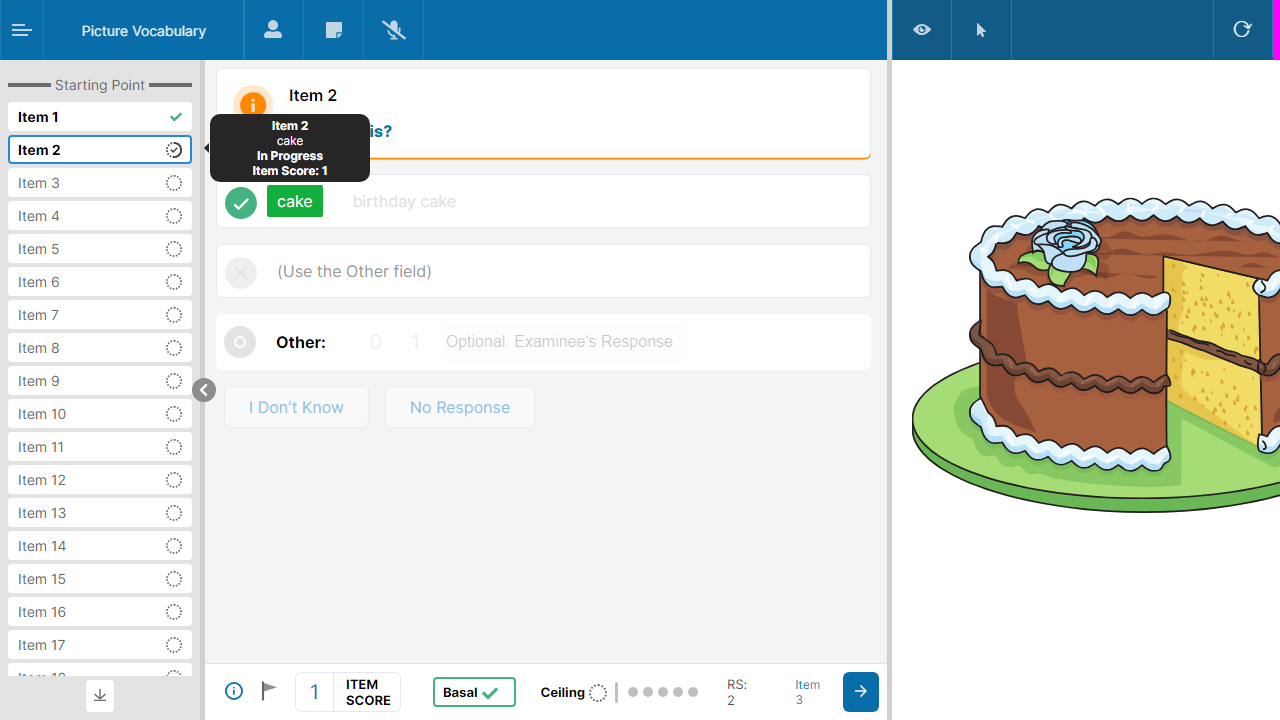 Picture Vocabulary
Starting Point
Item 1
Item 2
Item 3
Item 4
Item 5
Item 6
Item 7
Item 8
Item 9
Item 10
Item 11
Item 12
Item 13
Item 14
Item 15
Item 16
Item 17
Item 18
Item 2
is?
Item 2
cake
In Progress
Item Score: 1
cake birthday cake
(Use the Other field)
Other: 0 1 Optional: Examinee's Response
I Don't Know No Response
1 ITEM SCORE Basal Ceiling RS: 2 Item 3